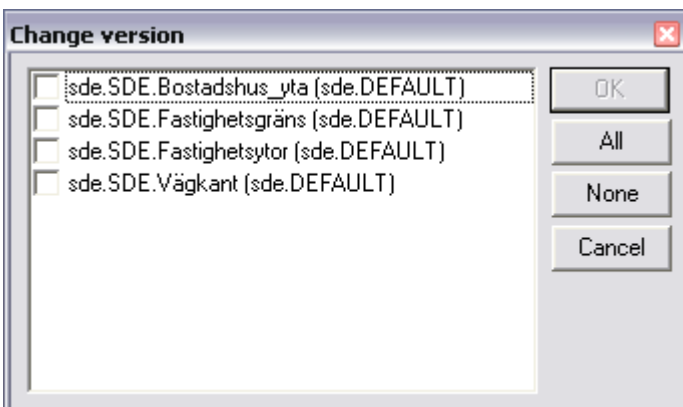 Change version
sde.SDE.Bostadshus_yta (sde.DEFAULT)
sde.SDE.Fastighetsgräns (sde.DEFAULT)
sde.SDE.Fastighetsytor (sde.DEFAULT)
sde.SDE.Vägkant (sde.DEFAULT)
OK
All
None
Cancel